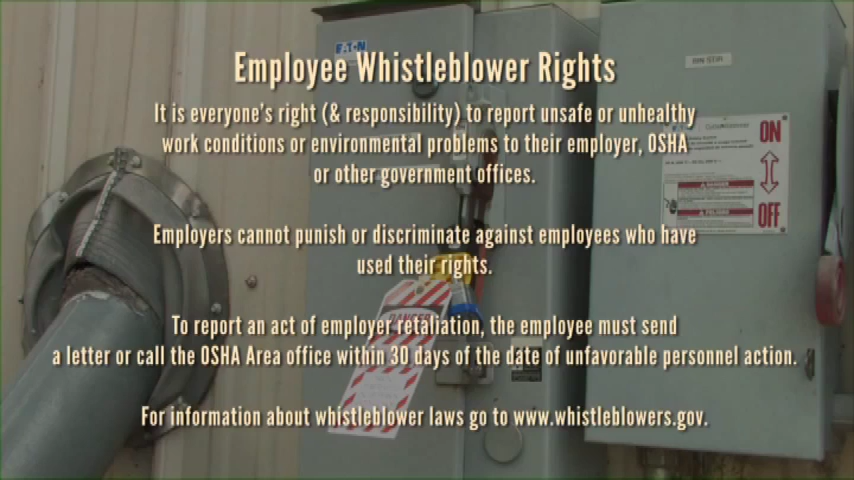 Employee Whistleblower Rights
It is everyone's right (& responsibility) to report unsafe or unhealthy
work conditions or environmental problems to their employer, OSHA
or other government offices.
Employers cannot punish or discriminate against employees who have
used their rights.
To report an act of employer retaliation, the employee must send
a letter or call the OSHA Area office within 30 days of the date of unfavorable personnel action.
For information about whistleblower laws go to www.whistleblowers.gov.
EATON
ON
OFF
DANGER
DANGER